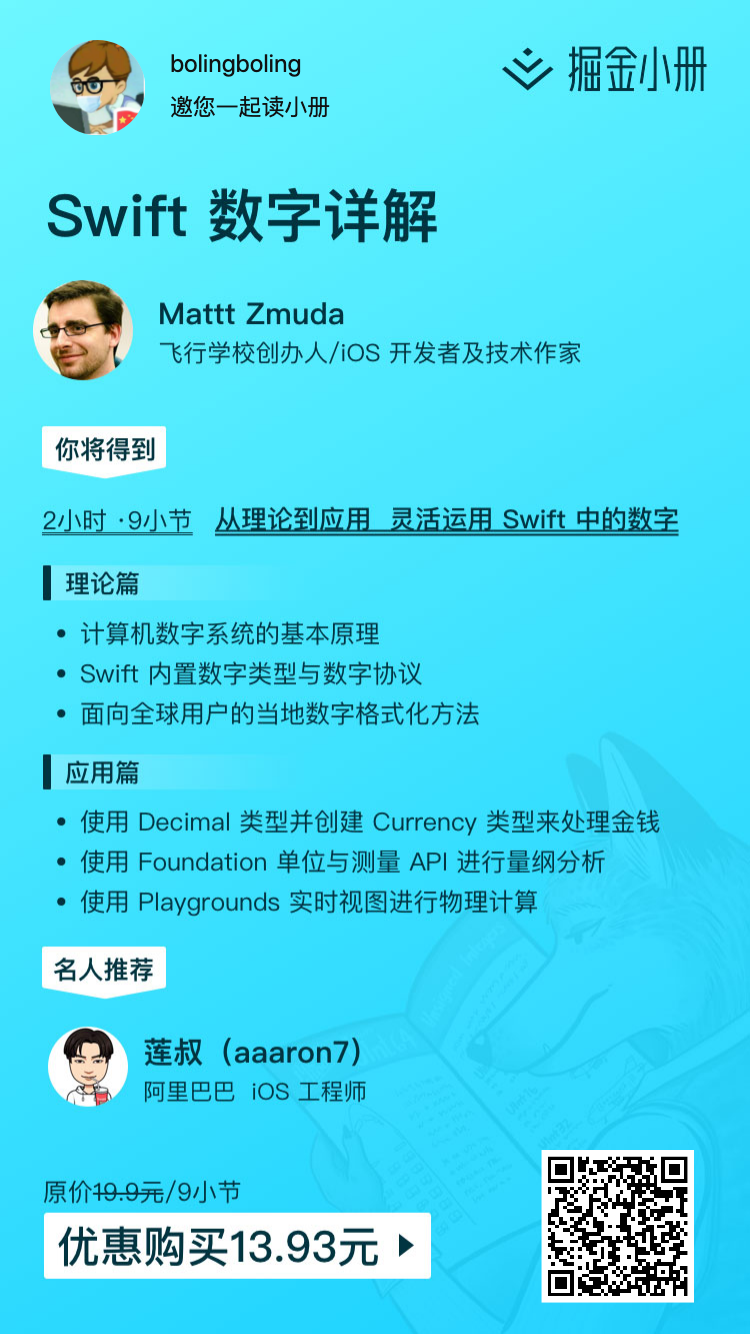 bolingboling
邀您一起读小册
掘金小册
Swift 数字详解
Mattt Zmuda
飞行学校创办人/iOS 开发者及技术作家
你将得到
2小时 ·9小节 从理论到应用 灵活运用 Swift 中的数字
理论篇
• 计算机数字系统的基本原理
• Swift 内置数字类型与数字协议
• 面向全球用户的当地数字格式化方法
应用篇
• 使用 Decimal 类型并创建 Currency 类型来处理金钱
• 使用 Foundation 单位与测量 API 进行量纲分析
• 使用 Playgrounds 实时视图进行物理计算
名人推荐
莲叔（aaaron7）
阿里巴巴 iOS 工程师
原价19.9元/9小节
优惠购买13.93元